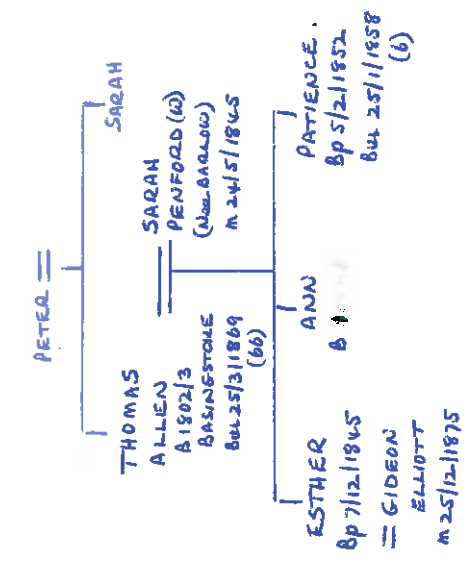 PETER =
SARAH
THOMAS
ALLEN
B 1802/3
BASINGSTOKE
Bur 25/3/1869
(66)
=
SARAH
PENFORD (W)
(Nee BARLOW)
M 24/5/1845
ESTHER
Bp 7/12/1845
= GIDEON
ELLIOTT
M 25/12/1875
ANN
B
PATIENCE.
Bp 5/2/1852
Bur 25/1/1858
(6)